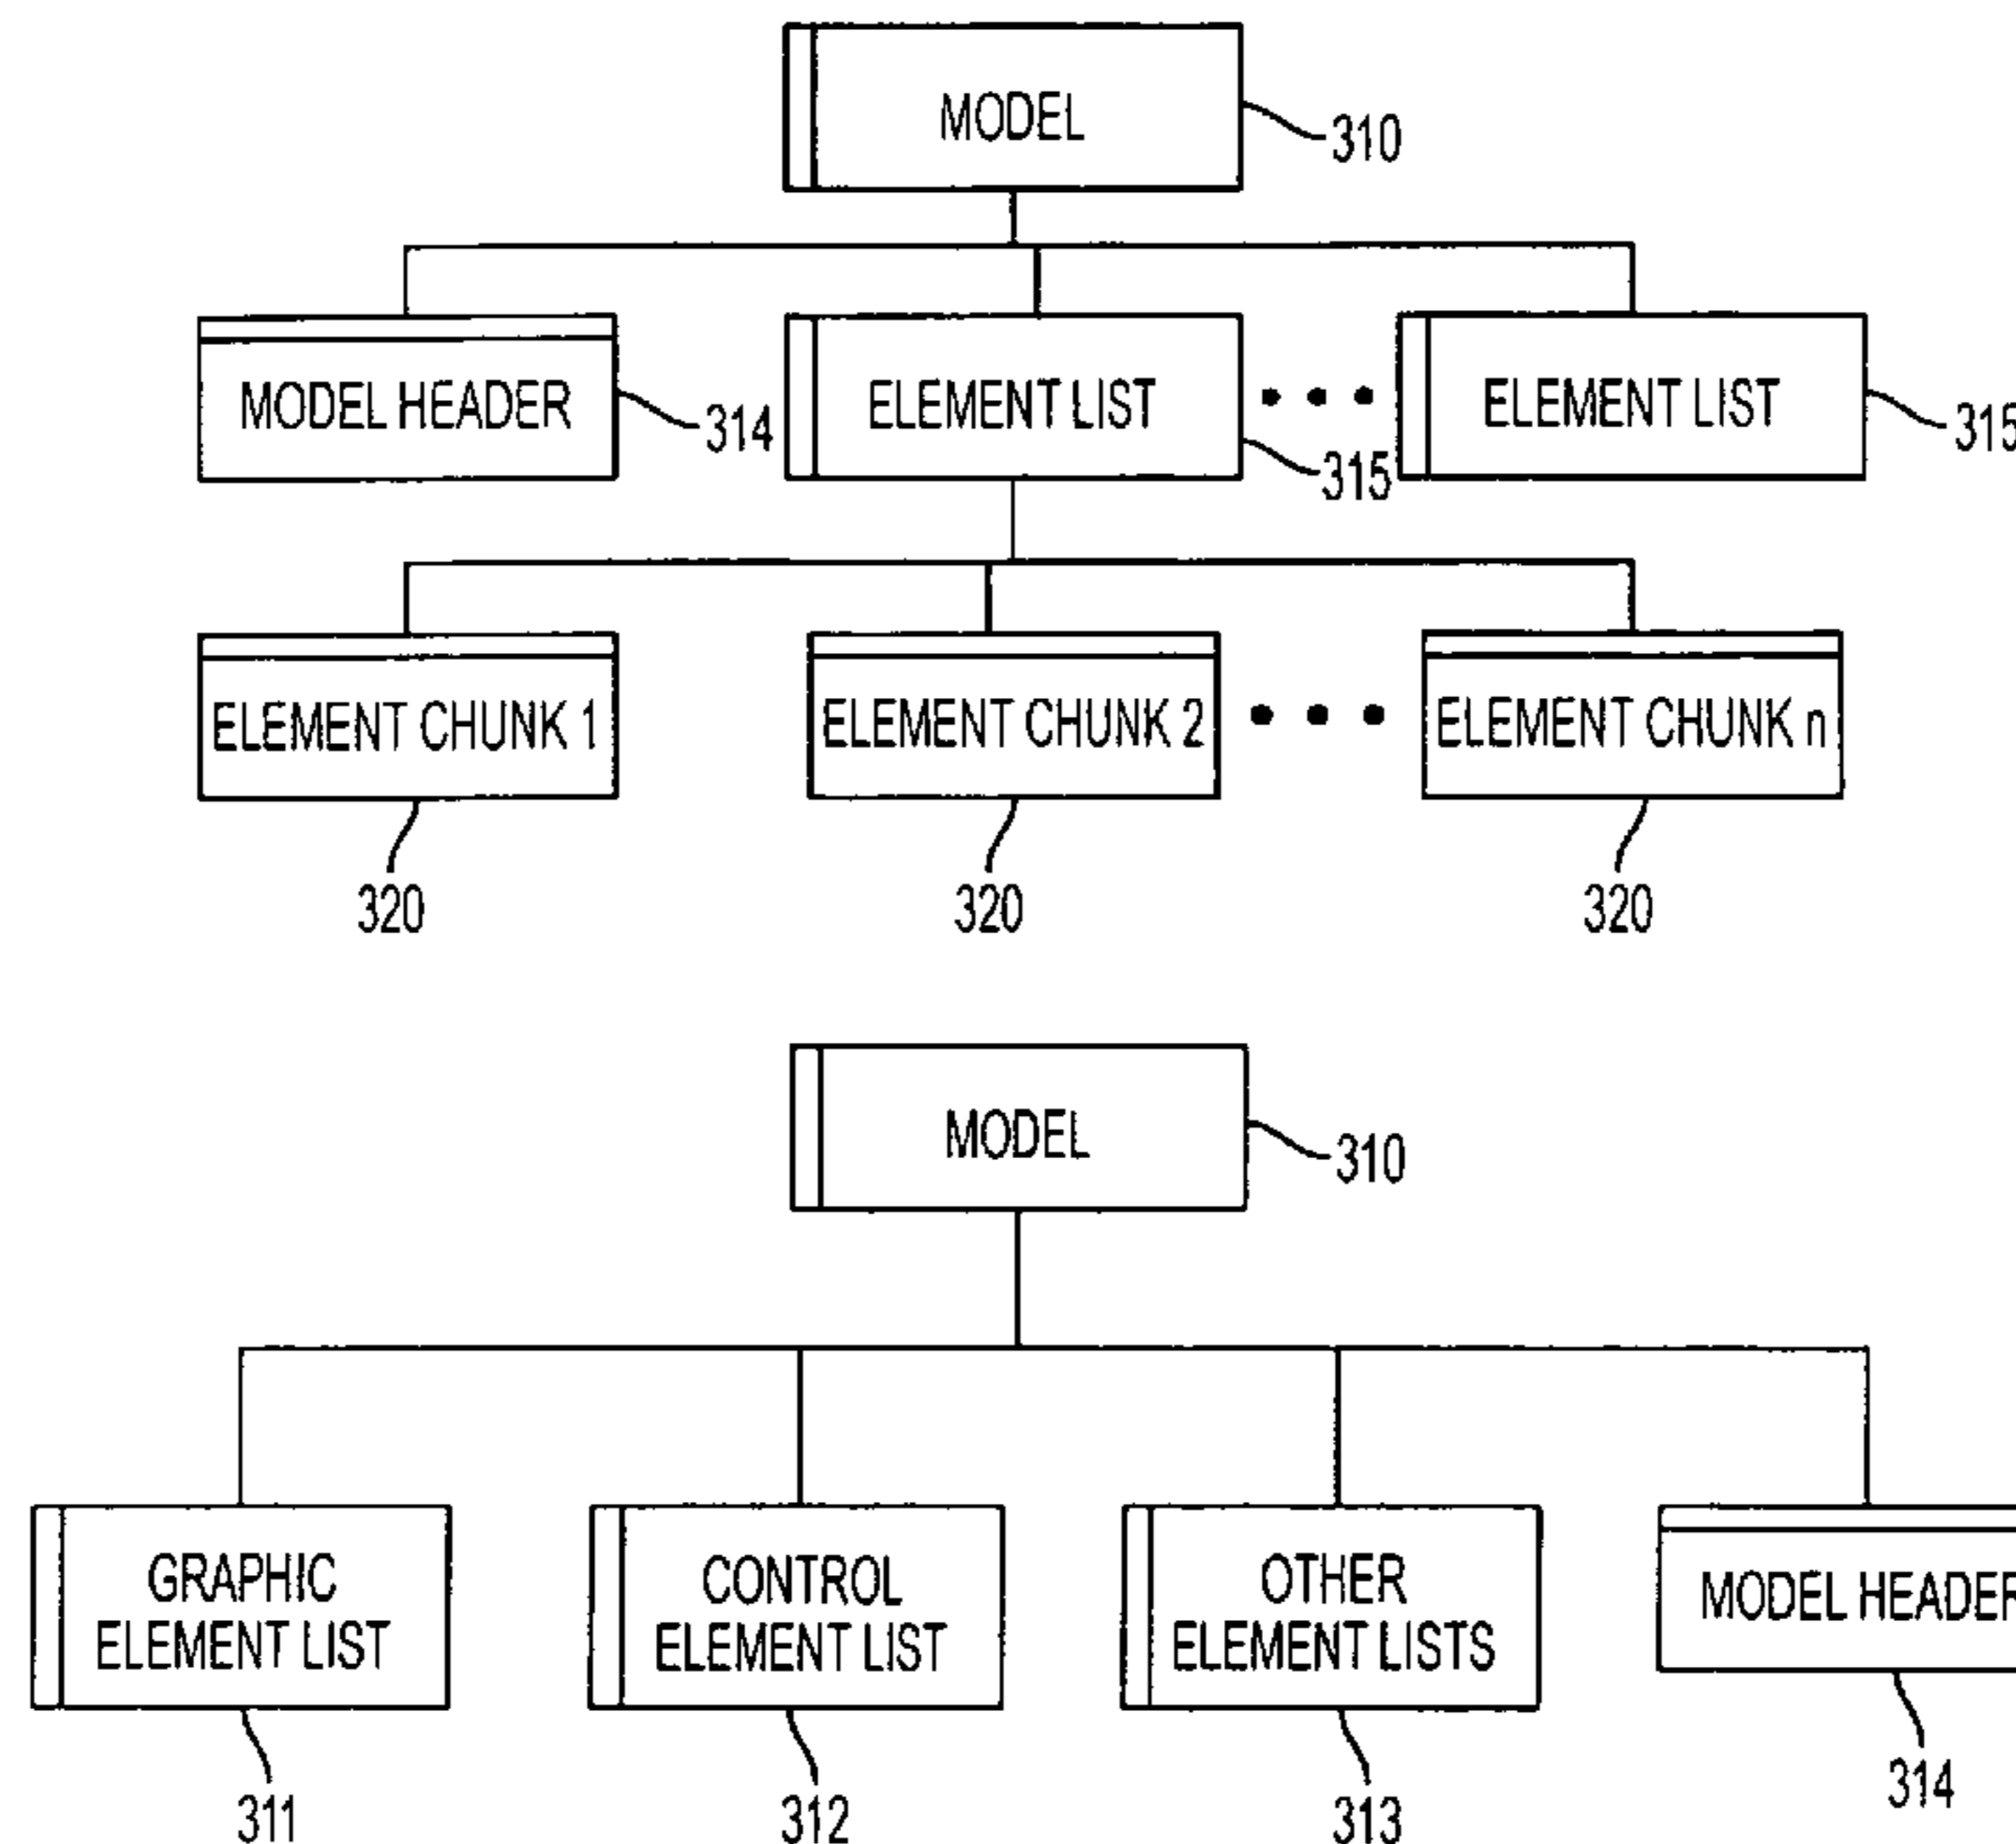 MODEL
310
MODEL HEADER
314
ELEMENT LIST
315
ELEMENT LIST
315
ELEMENT CHUNK 1
320
ELEMENT CHUNK 2
320
ELEMENT CHUNK n
320
MODEL
310
GRAPHIC
ELEMENT LIST
311
CONTROL
ELEMENT LIST
312
OTHER
ELEMENT LISTS
313
MODEL HEADER
314